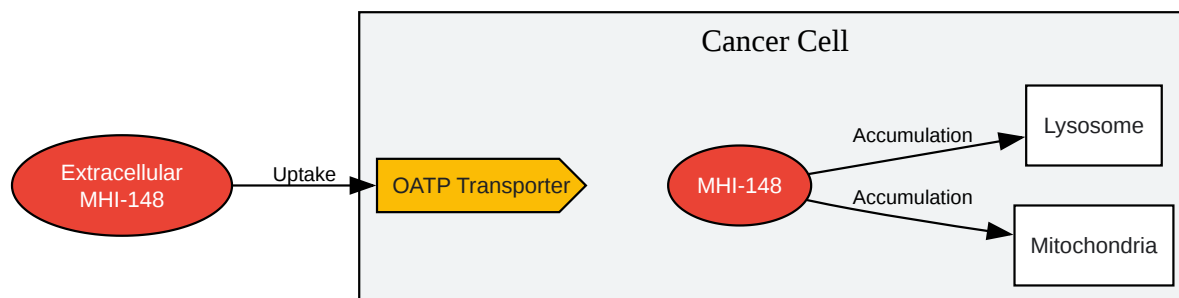 Cancer Cell
Extracellular
MHI-148
Uptake
OATP Transporter
MHI-148
Accumulation
Lysosome
Accumulation
Mitochondria